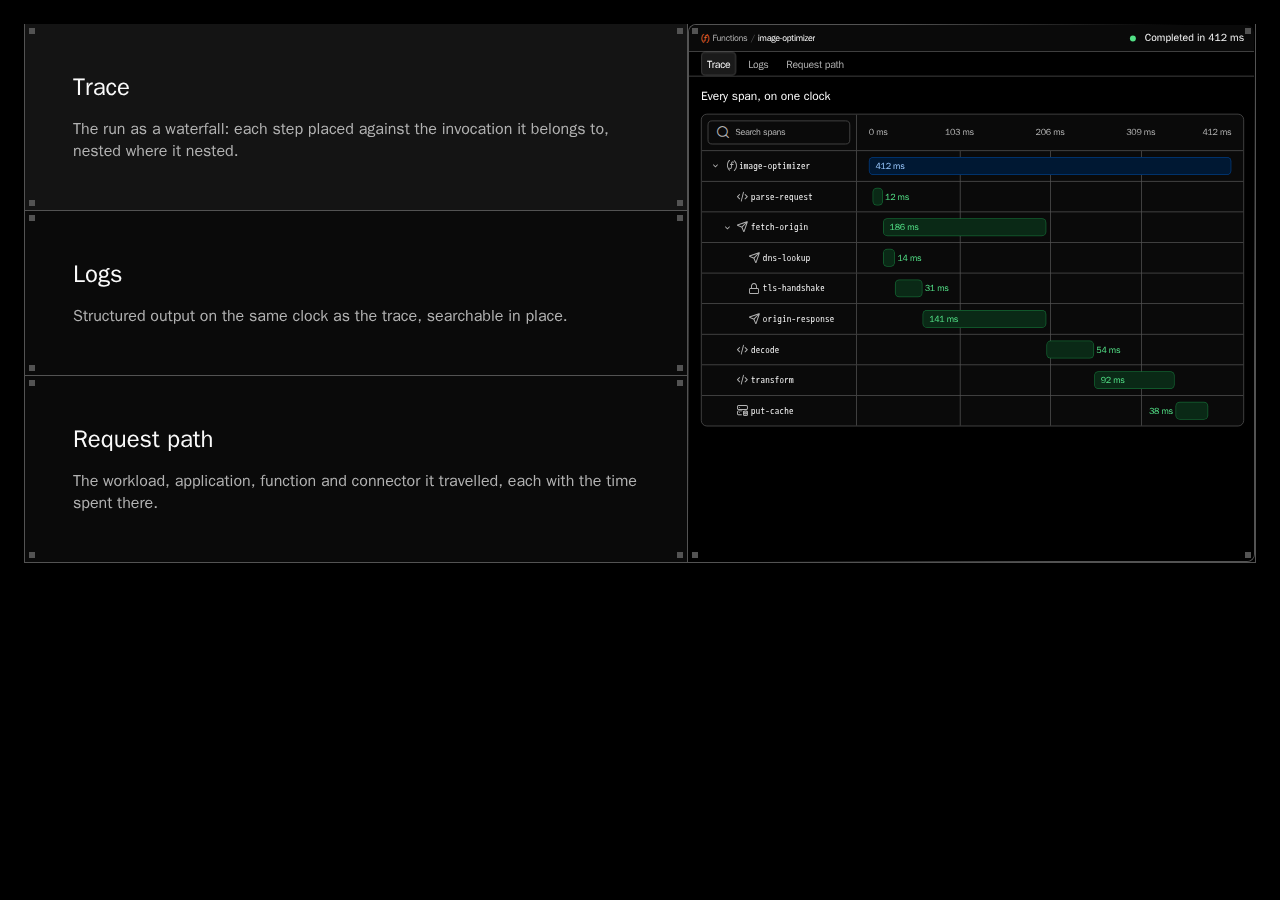 Trace
The run as a waterfall: each step placed against the invocation it belongs to,
nested where it nested.
Logs
Structured output on the same clock as the trace, searchable in place.
Request path
The workload, application, function and connector it travelled, each with the time
spent there.
Functions / image-optimizer
Completed in 412 ms
Trace Logs Request path
Every span, on one clock
Search spans 0 ms 103 ms 206 ms 309 ms 412 ms
image-optimizer 412 ms
parse-request 12 ms
fetch-origin 186 ms
dns-lookup 14 ms
tls-handshake 31 ms
origin-response 141 ms
decode 54 ms
transform 92 ms
put-cache 38 ms